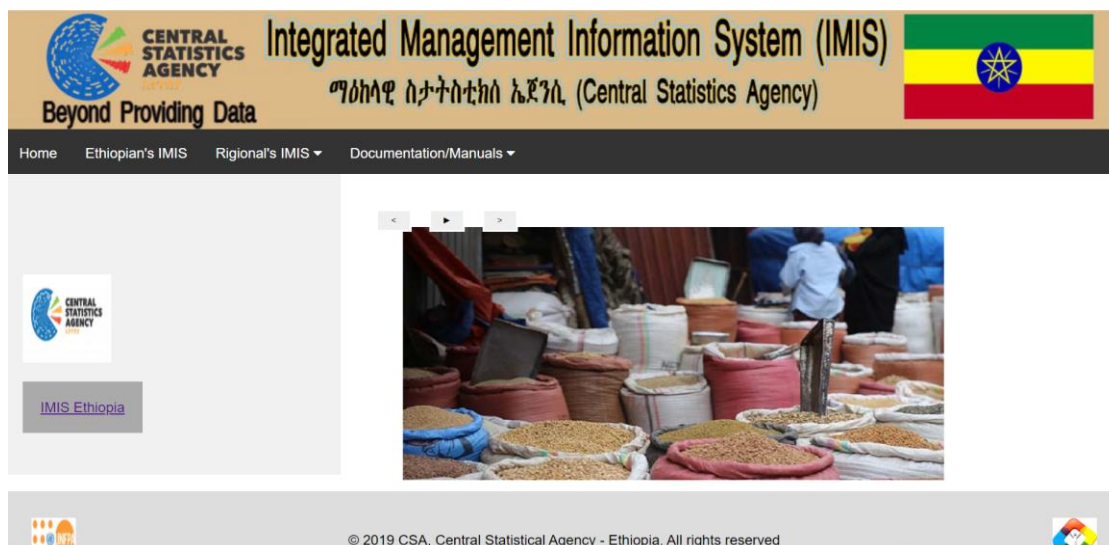 CENTRAL
STATISTICS
AGENCY
Beyond Providing Data
Integrated Management Information System (IMIS)
ማዕከላዊ ስታትስቲክስ ኤጀንሲ (Central Statistics Agency)
Home Ethiopian's IMIS Rigional's IMIS ▾ Documentation/Manuals ▾
< ► >
CENTRAL
STATISTICS
AGENCY
IMIS Ethiopia
UNFPA
© 2019 CSA, Central Statistical Agency - Ethiopia. All rights reserved